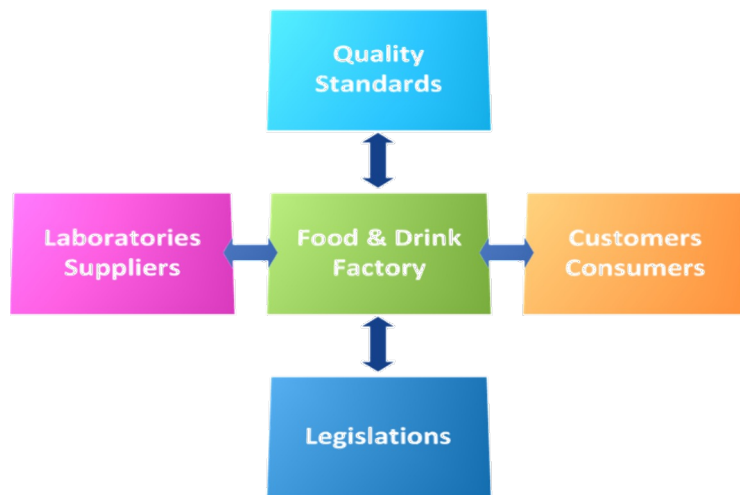 Quality
Standards
Laboratories
Suppliers
Food & Drink
Factory
Customers
Consumers
Legislations